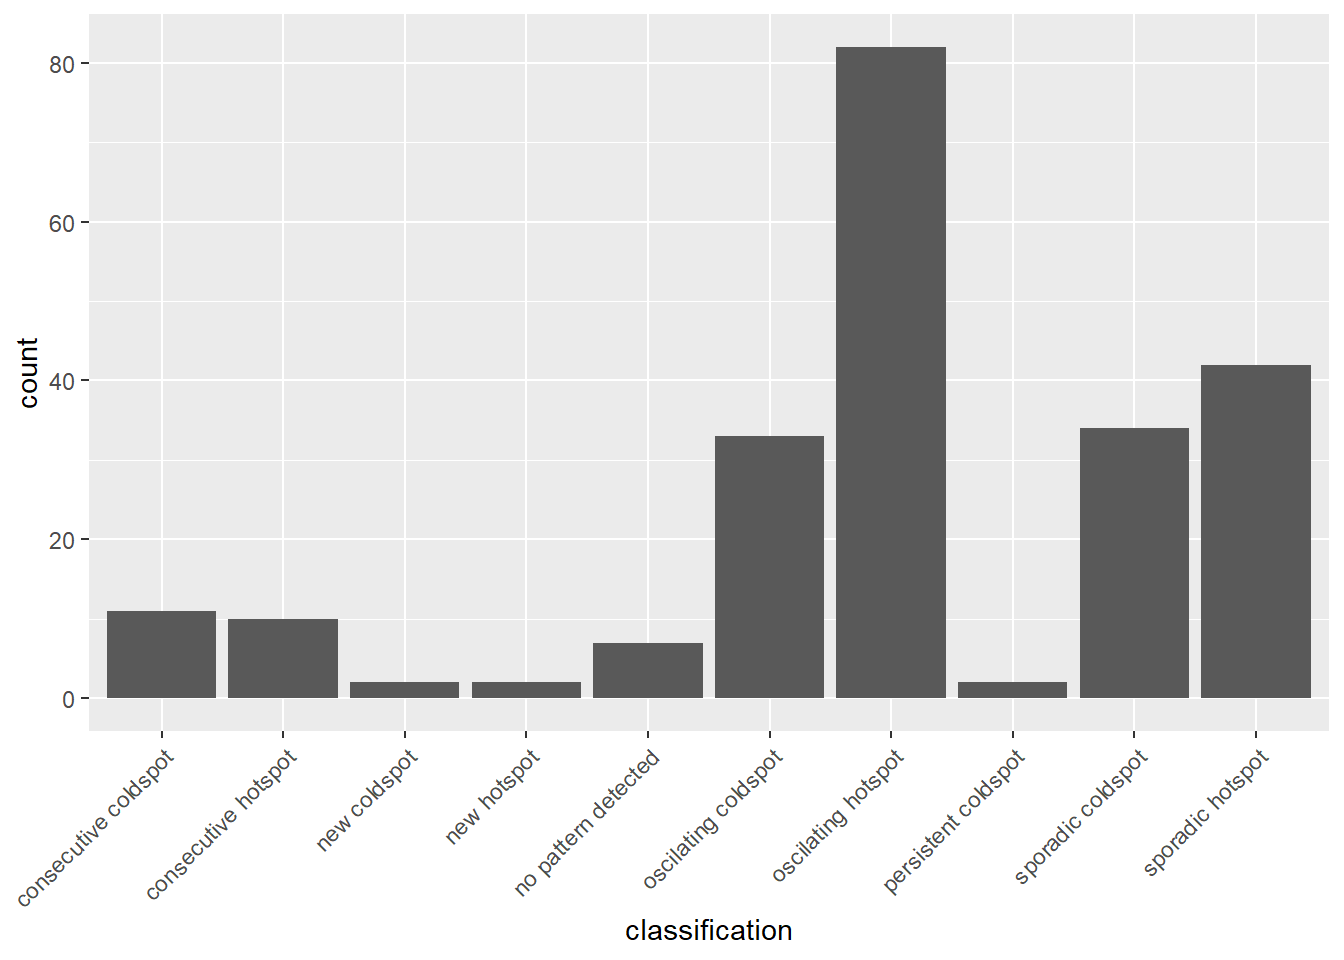 80
60
40
20
0
count
consecutive coldspot
consecutive hotspot
new coldspot
new hotspot
no pattern detected
oscilating coldspot
oscilating hotspot
persistent coldspot
sporadic coldspot
sporadic hotspot
classification